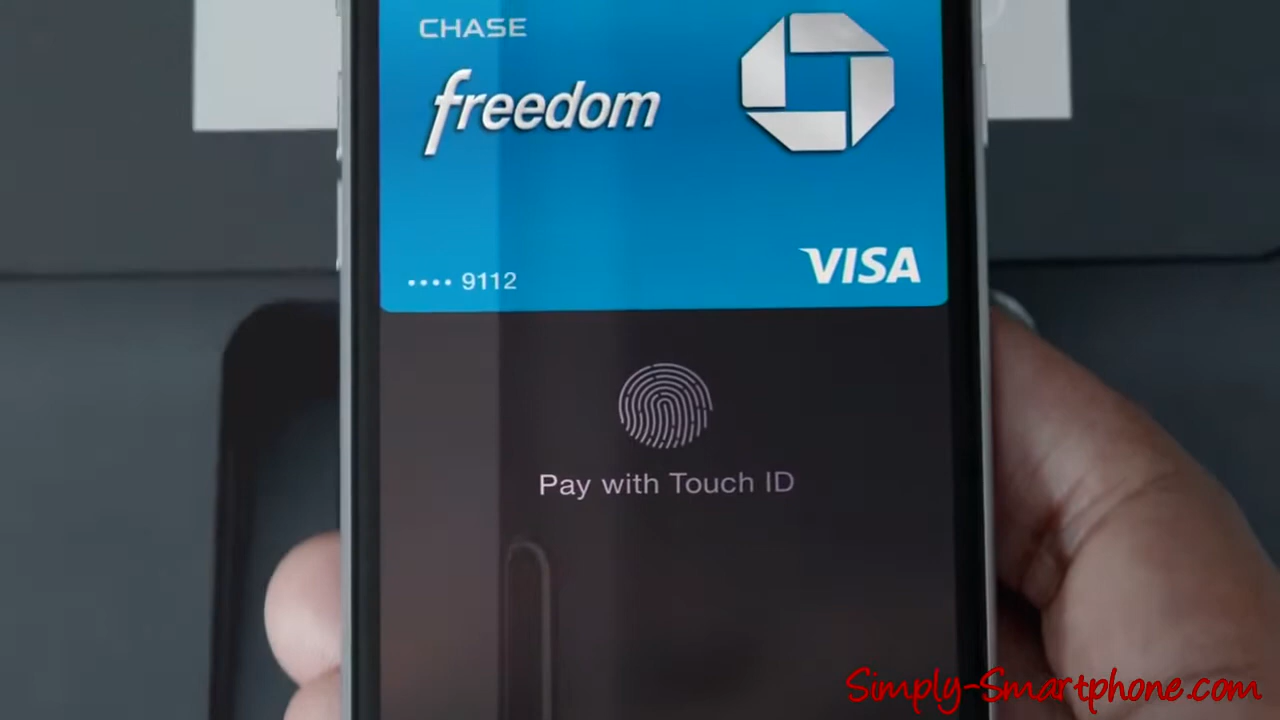 CHASE
freedom
•••• 9112
VISA
Pay with Touch ID
Simply-Smartphone.com